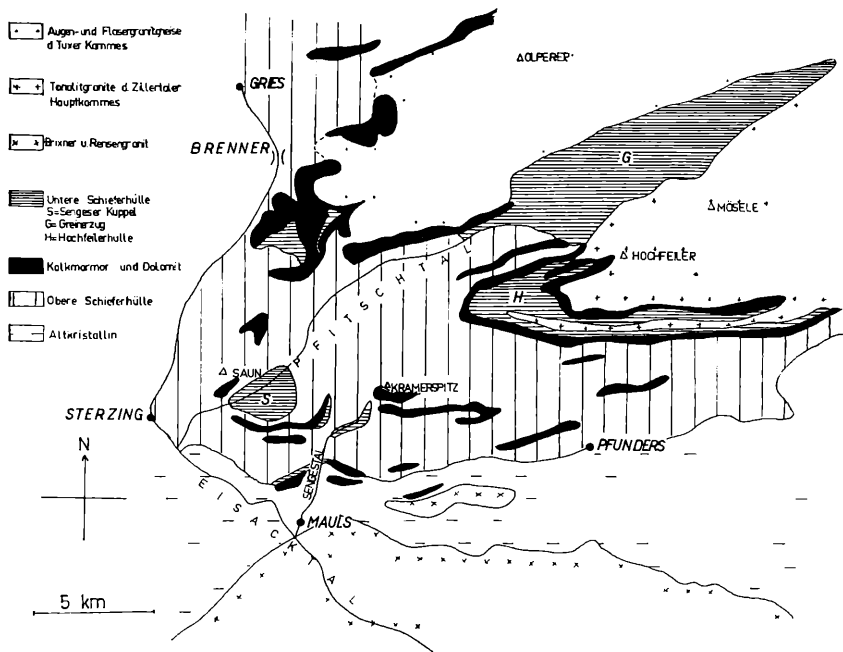 Augen-und Flasergranitgneise
d Tuxer Kammes
Tonalitgranite d. Zillertaler
Hauptkammes
Brixner u. Rensengranit
Untere Schieferhülle
S=Sengeser Kuppel
G=Greinerzug
H=Hochfeilerhülle
Kalkmarmor und Dolomit
Obere Schieferhülle
Altkristallin
OLPERER
GRIES
BRENNER
G
MÖSELE
HOCHFEILER
PFITSCHTAL
H
SAUN
KRAMERSPITZ
S
STERZING
N
PFUNDERS
SENGESTAL
EISACKTAL
MAULS
5 km